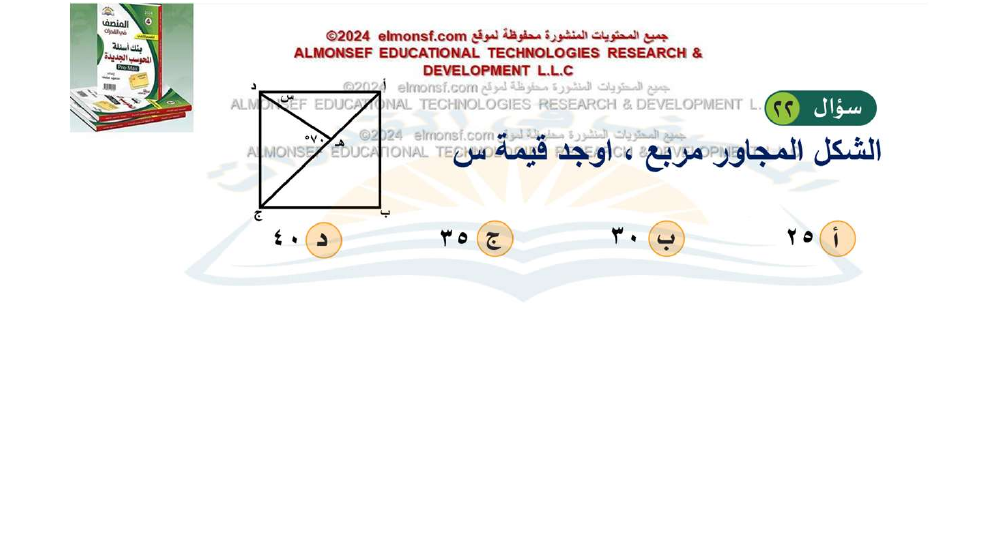 جميع المحتويات المنشورة محفوظة لموقع elmonsf.com ©2024
ALMONSEF EDUCATIONAL TECHNOLOGIES RESEARCH &
DEVELOPMENT L.L.C
جميع المحتويات المنشورة محفوظة لموقع elmonsf.com ©2024
ALMONSEF EDUCATIONAL TECHNOLOGIES RESEARCH & DEVELOPMENT L.
جميع المحتويات المنشورة محفوظة لموقع elmonsf.com ©2024
ALMONSEF EDUCATIONAL TECHNOLOGIES RESEARCH & DEVELOPMENT
المنصف
في القدرات
بنك أسئلة
المحوسب الجديدة
سؤال ٢٢
الشكل المجاور مربع ، اوجد قيمة س
د أ
س
٧٠° هـ
ج ب
أ ٢٥
ب ٣٠
ج ٣٥
د ٤٠